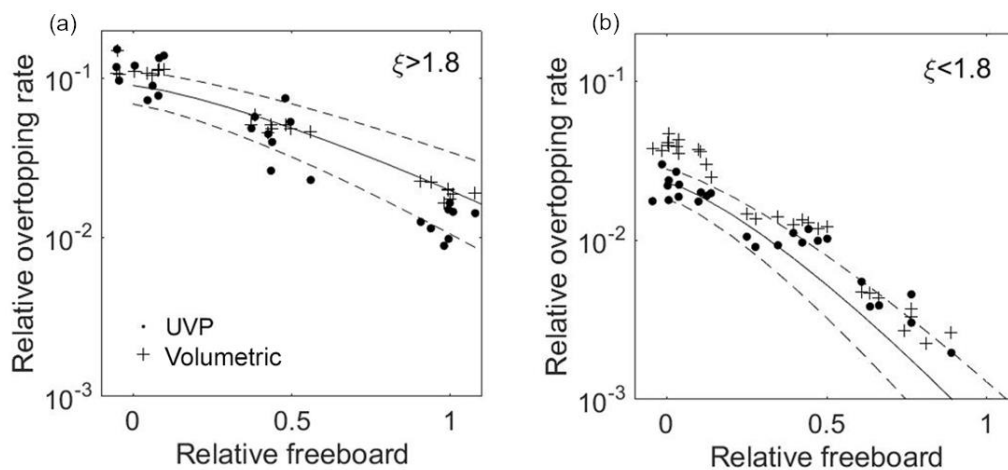 (a)
ξ>1.8
10⁻¹
10⁻²
10⁻³
Relative overtopping rate
• UVP
+ Volumetric
0 0.5 1
Relative freeboard
(b)
ξ<1.8
10⁻¹
10⁻²
10⁻³
Relative overtopping rate
0 0.5 1
Relative freeboard